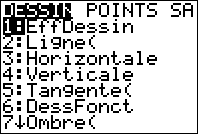 DESSIN POINTS SA
1:EffDessin
2:Ligne(
3:Horizontale
4:Verticale
5:Tangente(
6:DessFonct
7↓Ombre(